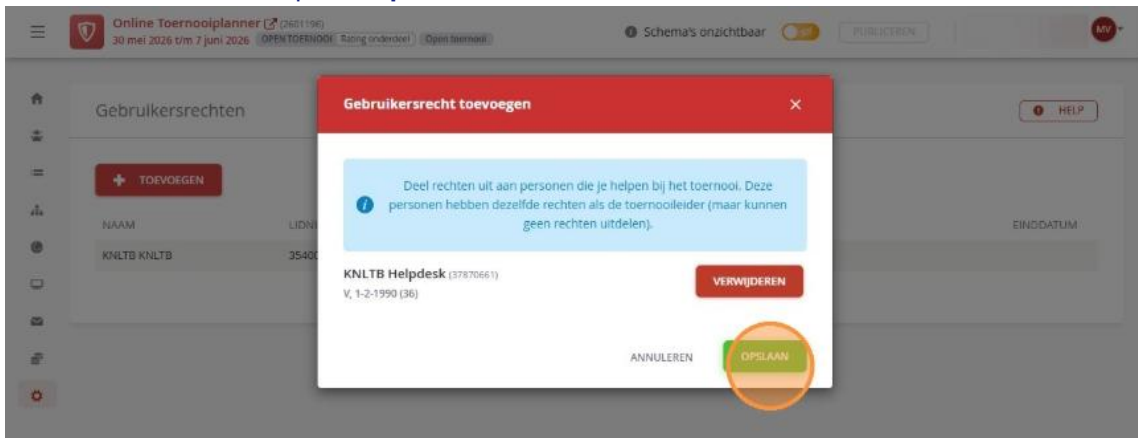 Online Toernooiplanner (2601196)
30 mei 2026 t/m 7 juni 2026 OPEN TOERNOOI Rating onderdeel Open toernooi
Schema's onzichtbaar
PUBLICEREN
MV
Gebruikersrechten
HELP
+ TOEVOEGEN
NAAM LIDN EINDDATUM
KNLTB KNLTB 35400
Gebruikersrecht toevoegen
Deel rechten uit aan personen die je helpen bij het toernooi. Deze
personen hebben dezelfde rechten als de toernooileider (maar kunnen
geen rechten uitdelen).
KNLTB Helpdesk (37870661)
VERWIJDEREN
V, 1-2-1990 (36)
ANNULEREN OPSLAAN